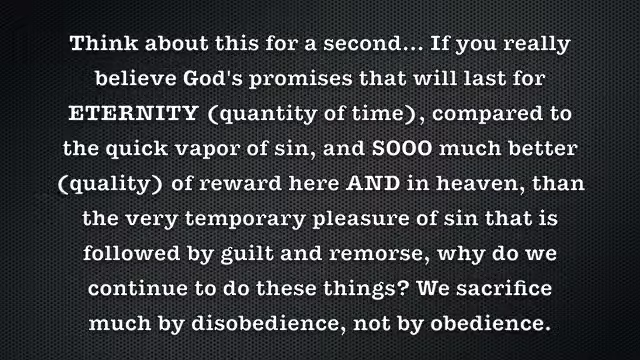 Think about this for a second... If you really
believe God's promises that will last for
ETERNITY (quantity of time), compared to
the quick vapor of sin, and SOOO much better
(quality) of reward here AND in heaven, than
the very temporary pleasure of sin that is
followed by guilt and remorse, why do we
continue to do these things? We sacrifice
much by disobedience, not by obedience.